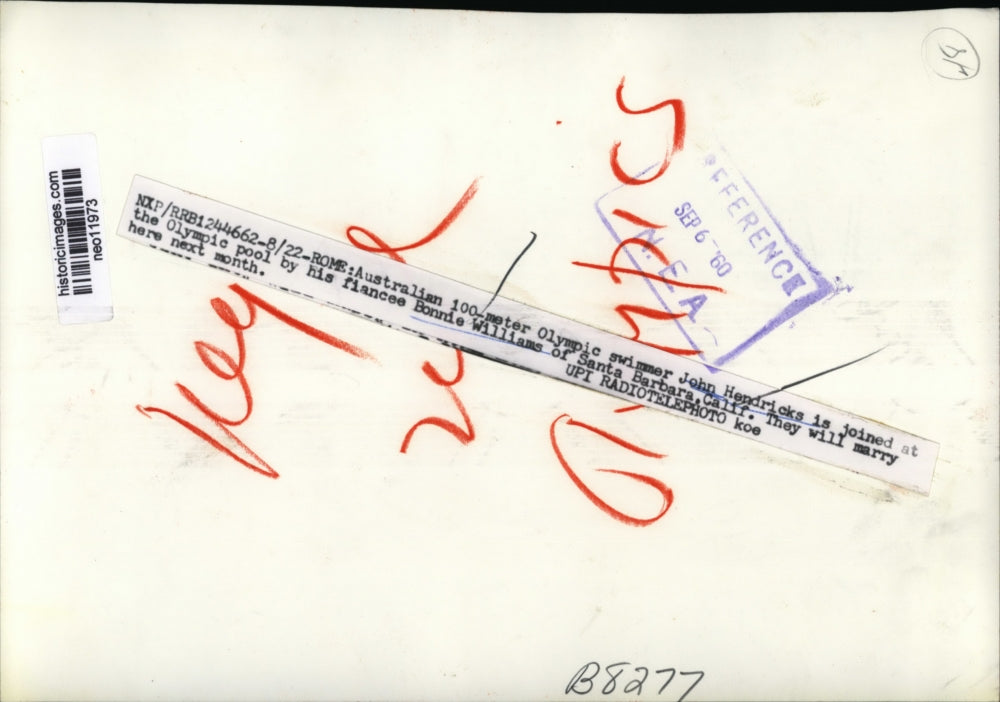 NXP/RRB1244662-8/22-ROME:Australian 100-meter Olympic swimmer John Hendricks is joined at
the Olympic pool by his fiancee Bonnie Williams of Santa Barbara,Calif. They will marry
here next month.
UPI RADIOTELEPHOTO koe
historicimages.com
neo11973
SEP 6 '60
N. E. A.
Olympics
B8277